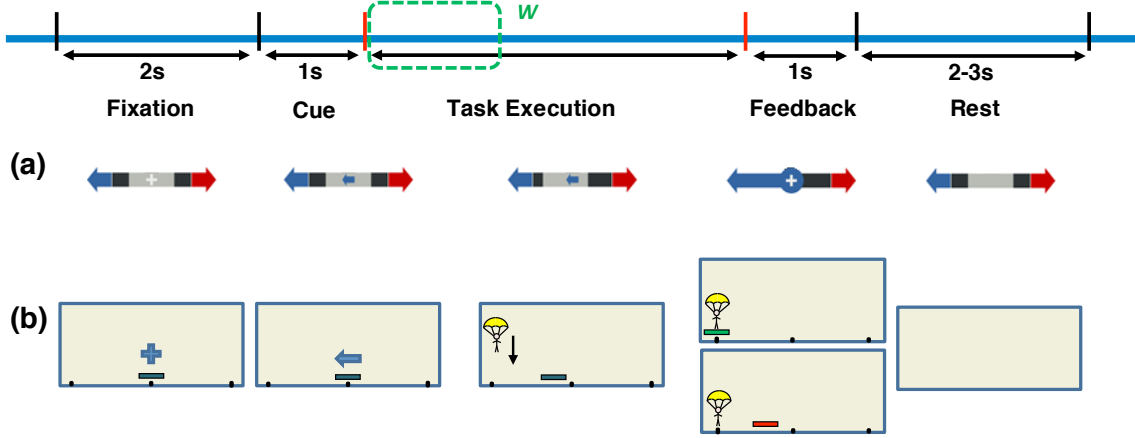 W
2s 1s 1s 2-3s
Fixation Cue Task Execution Feedback Rest
(a)
(b)